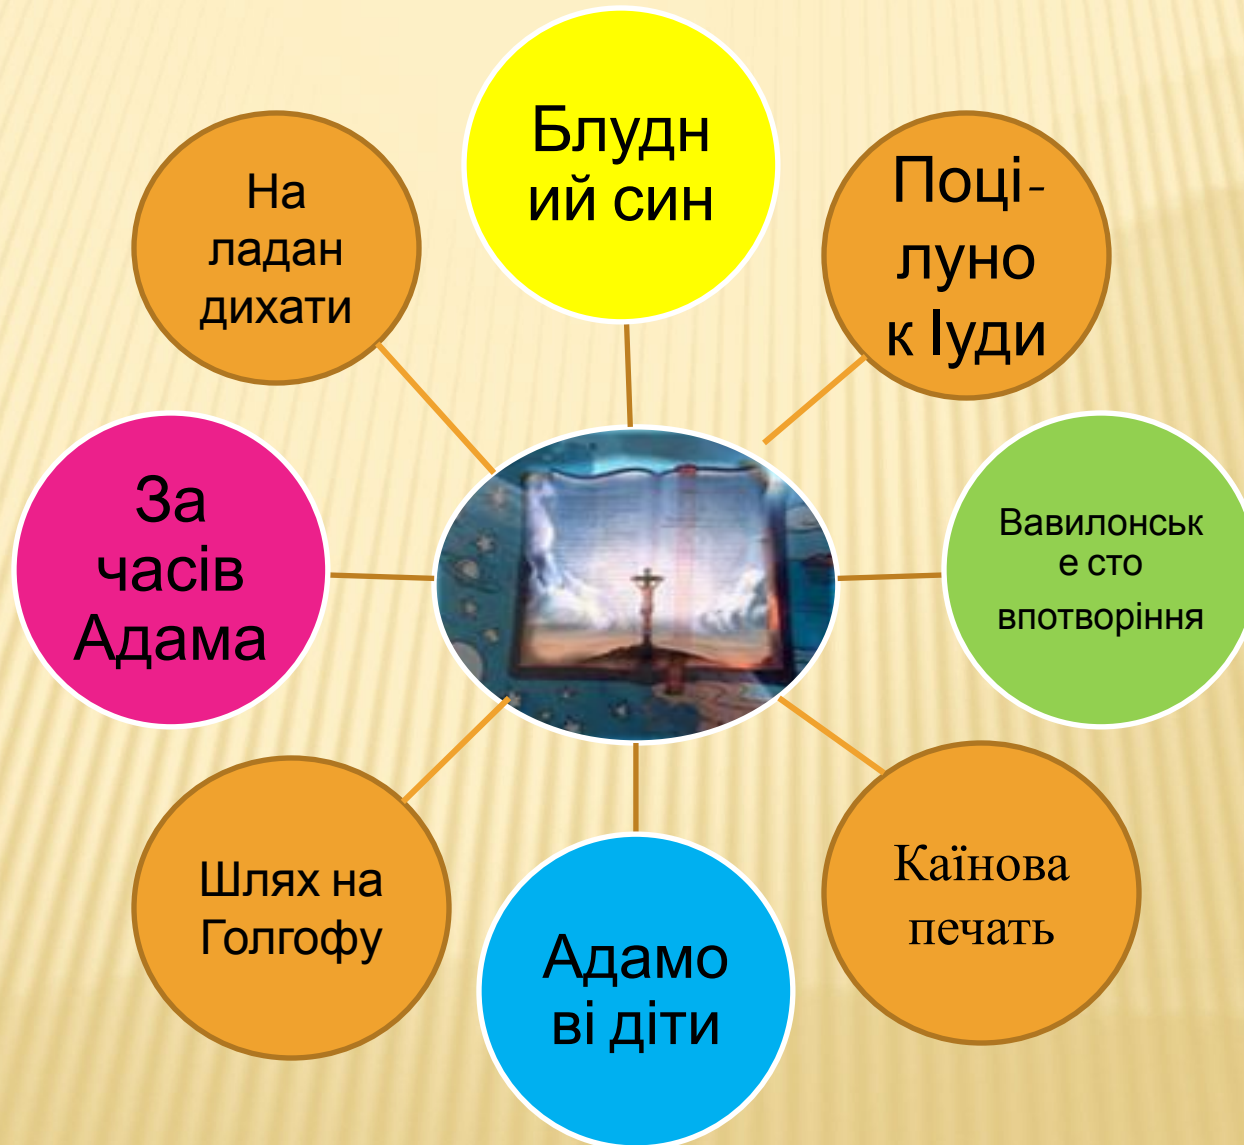 Блудн
ий син
На
ладан
дихати
Поці-
луно
к Іуди
За
часів
Адама
Вавилонськ
е сто
впотворіння
Шлях на
Голгофу
Каїнова
печать
Адамо
ві діти